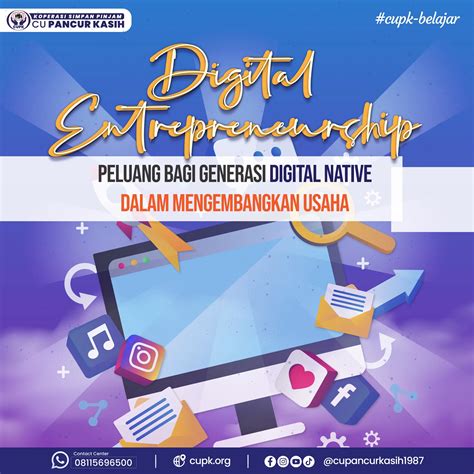 KOPERASI SIMPAN PINJAM
CU PANCUR KASIH
#cupk-belajar
Digital
Entrepreneurship
PELUANG BAGI GENERASI DIGITAL NATIVE
DALAM MENGEMBANGKAN USAHA
Contact Center
08115696500
cupk.org
@cupancurkasih1987